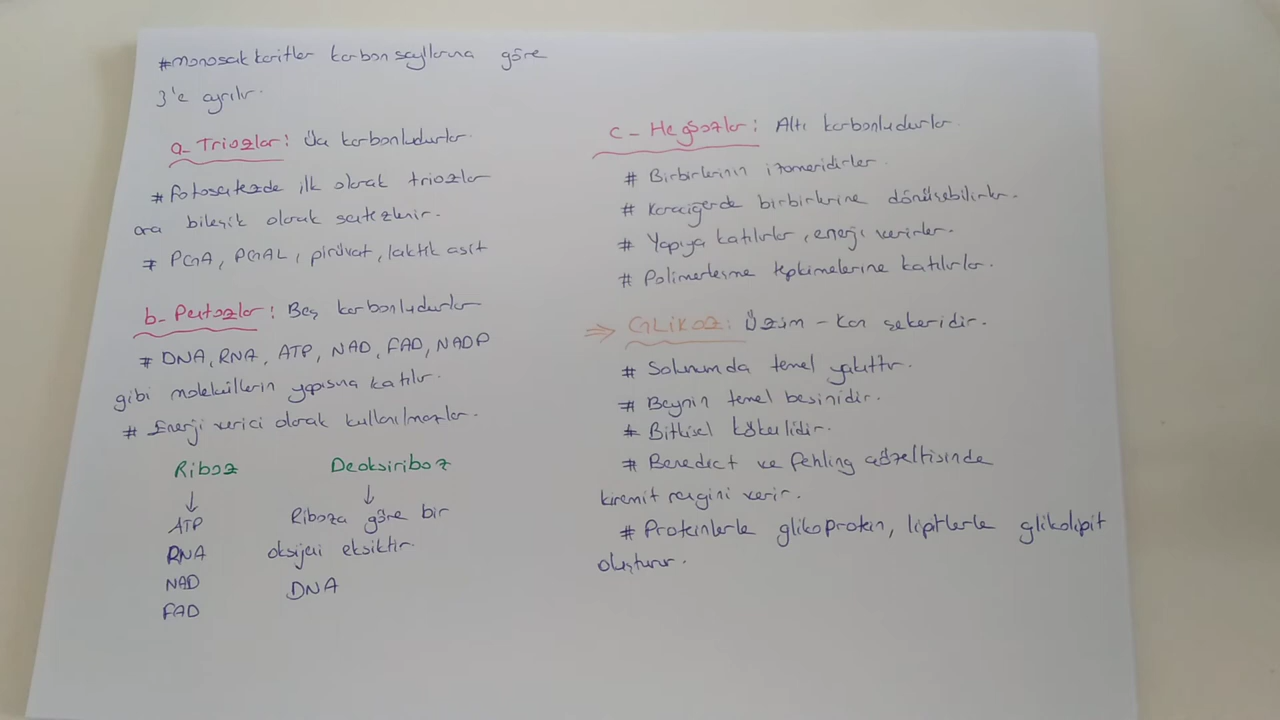 #monosakkaritler karbon sayılarına göre
3'e ayrılır.
a- Triozlar: Üç karbonludurlar.
# Fotosentezde ilk olarak triozlar
ara bileşik olarak sentezlenir.
# PGA, PGAL, pirüvat, laktik asit
b- Pentozlar: Beş karbonludurlar
# DNA, RNA, ATP, NAD, FAD, NADP
gibi moleküllerin yapısına katılır.
# Enerji verici olarak kullanılmazlar.
Riboz
↓
ATP
RNA
NAD
FAD
Deoksiriboz
↓
Riboza göre bir
oksijeni eksiktir.
DNA
c- Hegzozlar: Altı karbonludurlar.
# Birbirlerinin izomeridirler.
# Karaciğerde birbirlerine dönüşebilirler.
# Yapıya katılırlar, enerji verirler.
# Polimerleşme tepkimelerine katılırlar.
⇒ GLİKOZ: Üzüm - Kan şekeridir.
# Solunumda temel yakıttır.
# Beynin temel besinidir.
# Bitkisel kökenlidir.
# Benedict ve Fehling çözeltisinde
kiremit rengini verir.
# Proteinlerle glikoprotein, lipitlerle glikolipit
oluşturur.